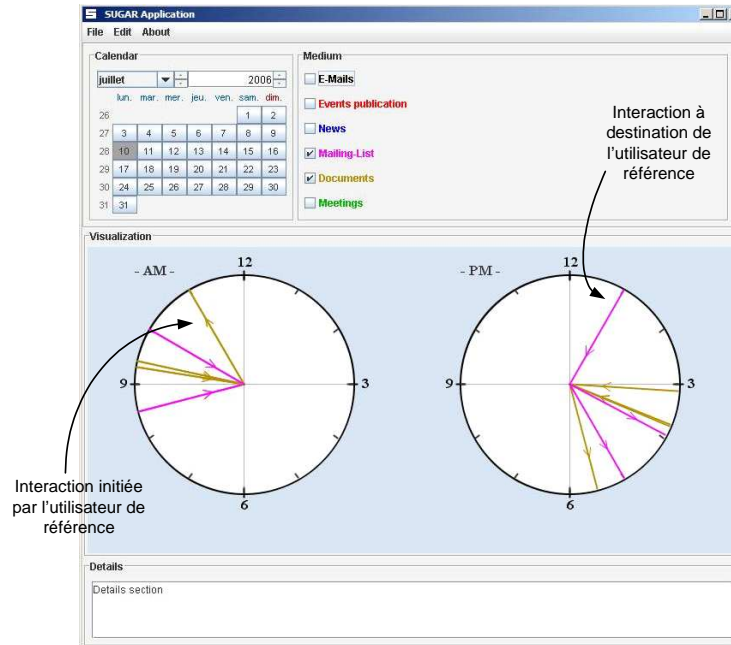 SUGAR Application
File Edit About
Calendar
juillet 2006
lun. mar. mer. jeu. ven. sam. dim.
26 1 2
27 3 4 5 6 7 8 9
28 10 11 12 13 14 15 16
29 17 18 19 20 21 22 23
30 24 25 26 27 28 29 30
31 31
Medium
E-Mails
Events publication
News
Mailing-List
Documents
Meetings
Interaction à
destination de
l'utilisateur de
référence
Visualization
- AM -
12
9
3
6
- PM -
12
9
3
6
Interaction initiée
par l'utilisateur de
référence
Details
Details section